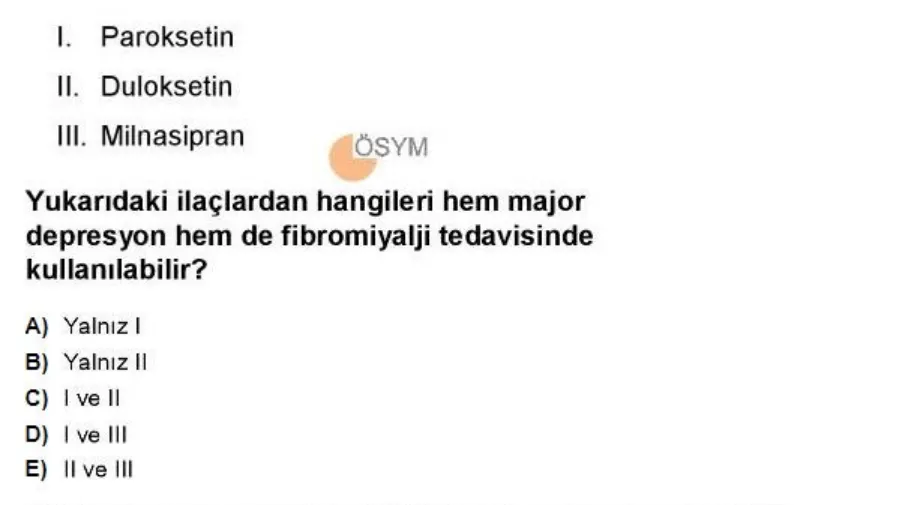 I. Paroksetin
II. Duloksetin
III. Milnasipran
ÖSYM
Yukarıdaki ilaçlardan hangileri hem major
depresyon hem de fibromiyalji tedavisinde
kullanılabilir?
A) Yalnız I
B) Yalnız II
C) I ve II
D) I ve III
E) II ve III